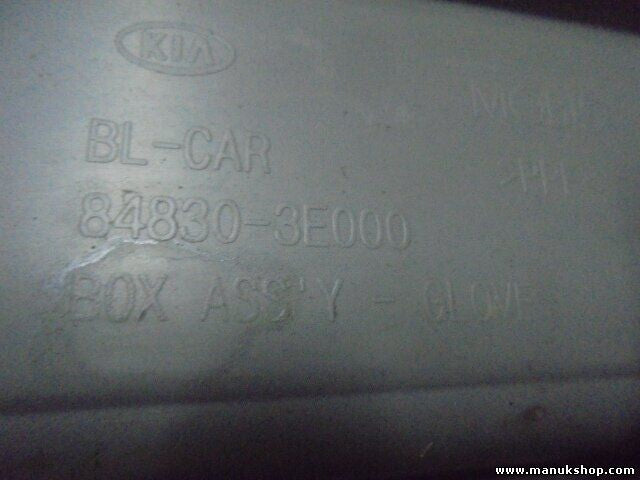 KIA
BL-CAR
84830-3E000
BOX ASS'Y - GLOVE
www.manukshop.com